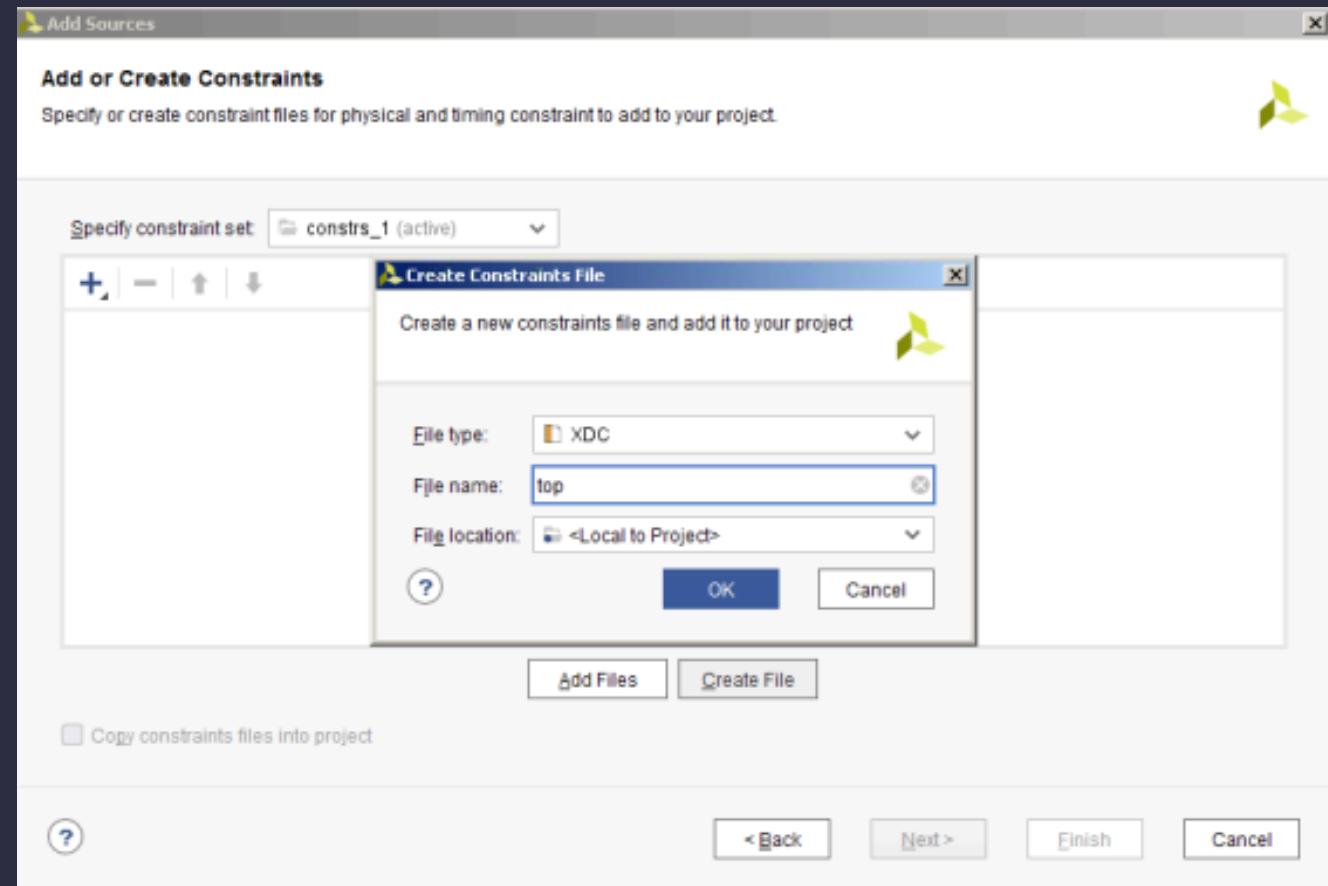 Add Sources
Add or Create Constraints
Specify or create constraint files for physical and timing constraint to add to your project.
Specify constraint set: constrs_1 (active)
Create Constraints File
Create a new constraints file and add it to your project
File type: XDC
File name: top
File location: <Local to Project>
? OK Cancel
Add Files Create File
Copy constraints files into project
? < Back Next > Finish Cancel